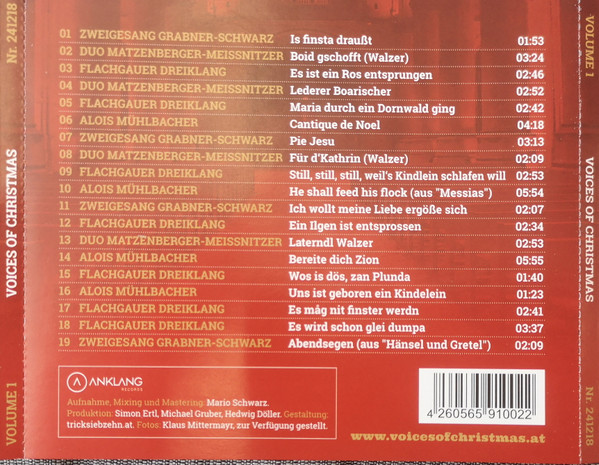 Nr. 241218
VOICES OF CHRISTMAS
VOLUME 1
01 ZWEIGESANG GRABNER-SCHWARZ Is finsta draußt 01:53
02 DUO MATZENBERGER-MEISSNITZER Boid gschofft (Walzer) 03:24
03 FLACHGAUER DREIKLANG Es ist ein Ros entsprungen 02:46
04 DUO MATZENBERGER-MEISSNITZER Lederer Boarischer 02:52
05 FLACHGAUER DREIKLANG Maria durch ein Dornwald ging 02:42
06 ALOIS MÜHLBACHER Cantique de Noel 04:18
07 ZWEIGESANG GRABNER-SCHWARZ Pie Jesu 03:13
08 DUO MATZENBERGER-MEISSNITZER Für d'Kathrin (Walzer) 02:09
09 FLACHGAUER DREIKLANG Still, still, still, weil's Kindlein schlafen will 02:53
10 ALOIS MÜHLBACHER He shall feed his flock (aus "Messias") 05:54
11 ZWEIGESANG GRABNER-SCHWARZ Ich wollt meine Liebe ergöße sich 02:07
12 FLACHGAUER DREIKLANG Ein Ilgen ist entsprossen 02:34
13 DUO MATZENBERGER-MEISSNITZER Laterndl Walzer 02:53
14 ALOIS MÜHLBACHER Bereite dich Zion 05:55
15 FLACHGAUER DREIKLANG Wos is dös, zan Plunda 01:40
16 ALOIS MÜHLBACHER Uns ist geboren ein Kindelein 01:23
17 FLACHGAUER DREIKLANG Es måg nit finster werdn 02:41
18 FLACHGAUER DREIKLANG Es wird schon glei dumpa 03:37
19 ZWEIGESANG GRABNER-SCHWARZ Abendsegen (aus "Hänsel und Gretel") 02:09
ANKLANG
RECORDS
Aufnahme, Mixing und Mastering: Mario Schwarz.
Produktion: Simon Ertl, Michael Gruber, Hedwig Döller. Gestaltung:
tricksiebzehn.at. Fotos: Klaus Mittermayr, zur Verfügung gestellt.
4 260565 910022
www.voicesofchristmas.at
VOLUME 1
VOICES OF CHRISTMAS
Nr. 241218